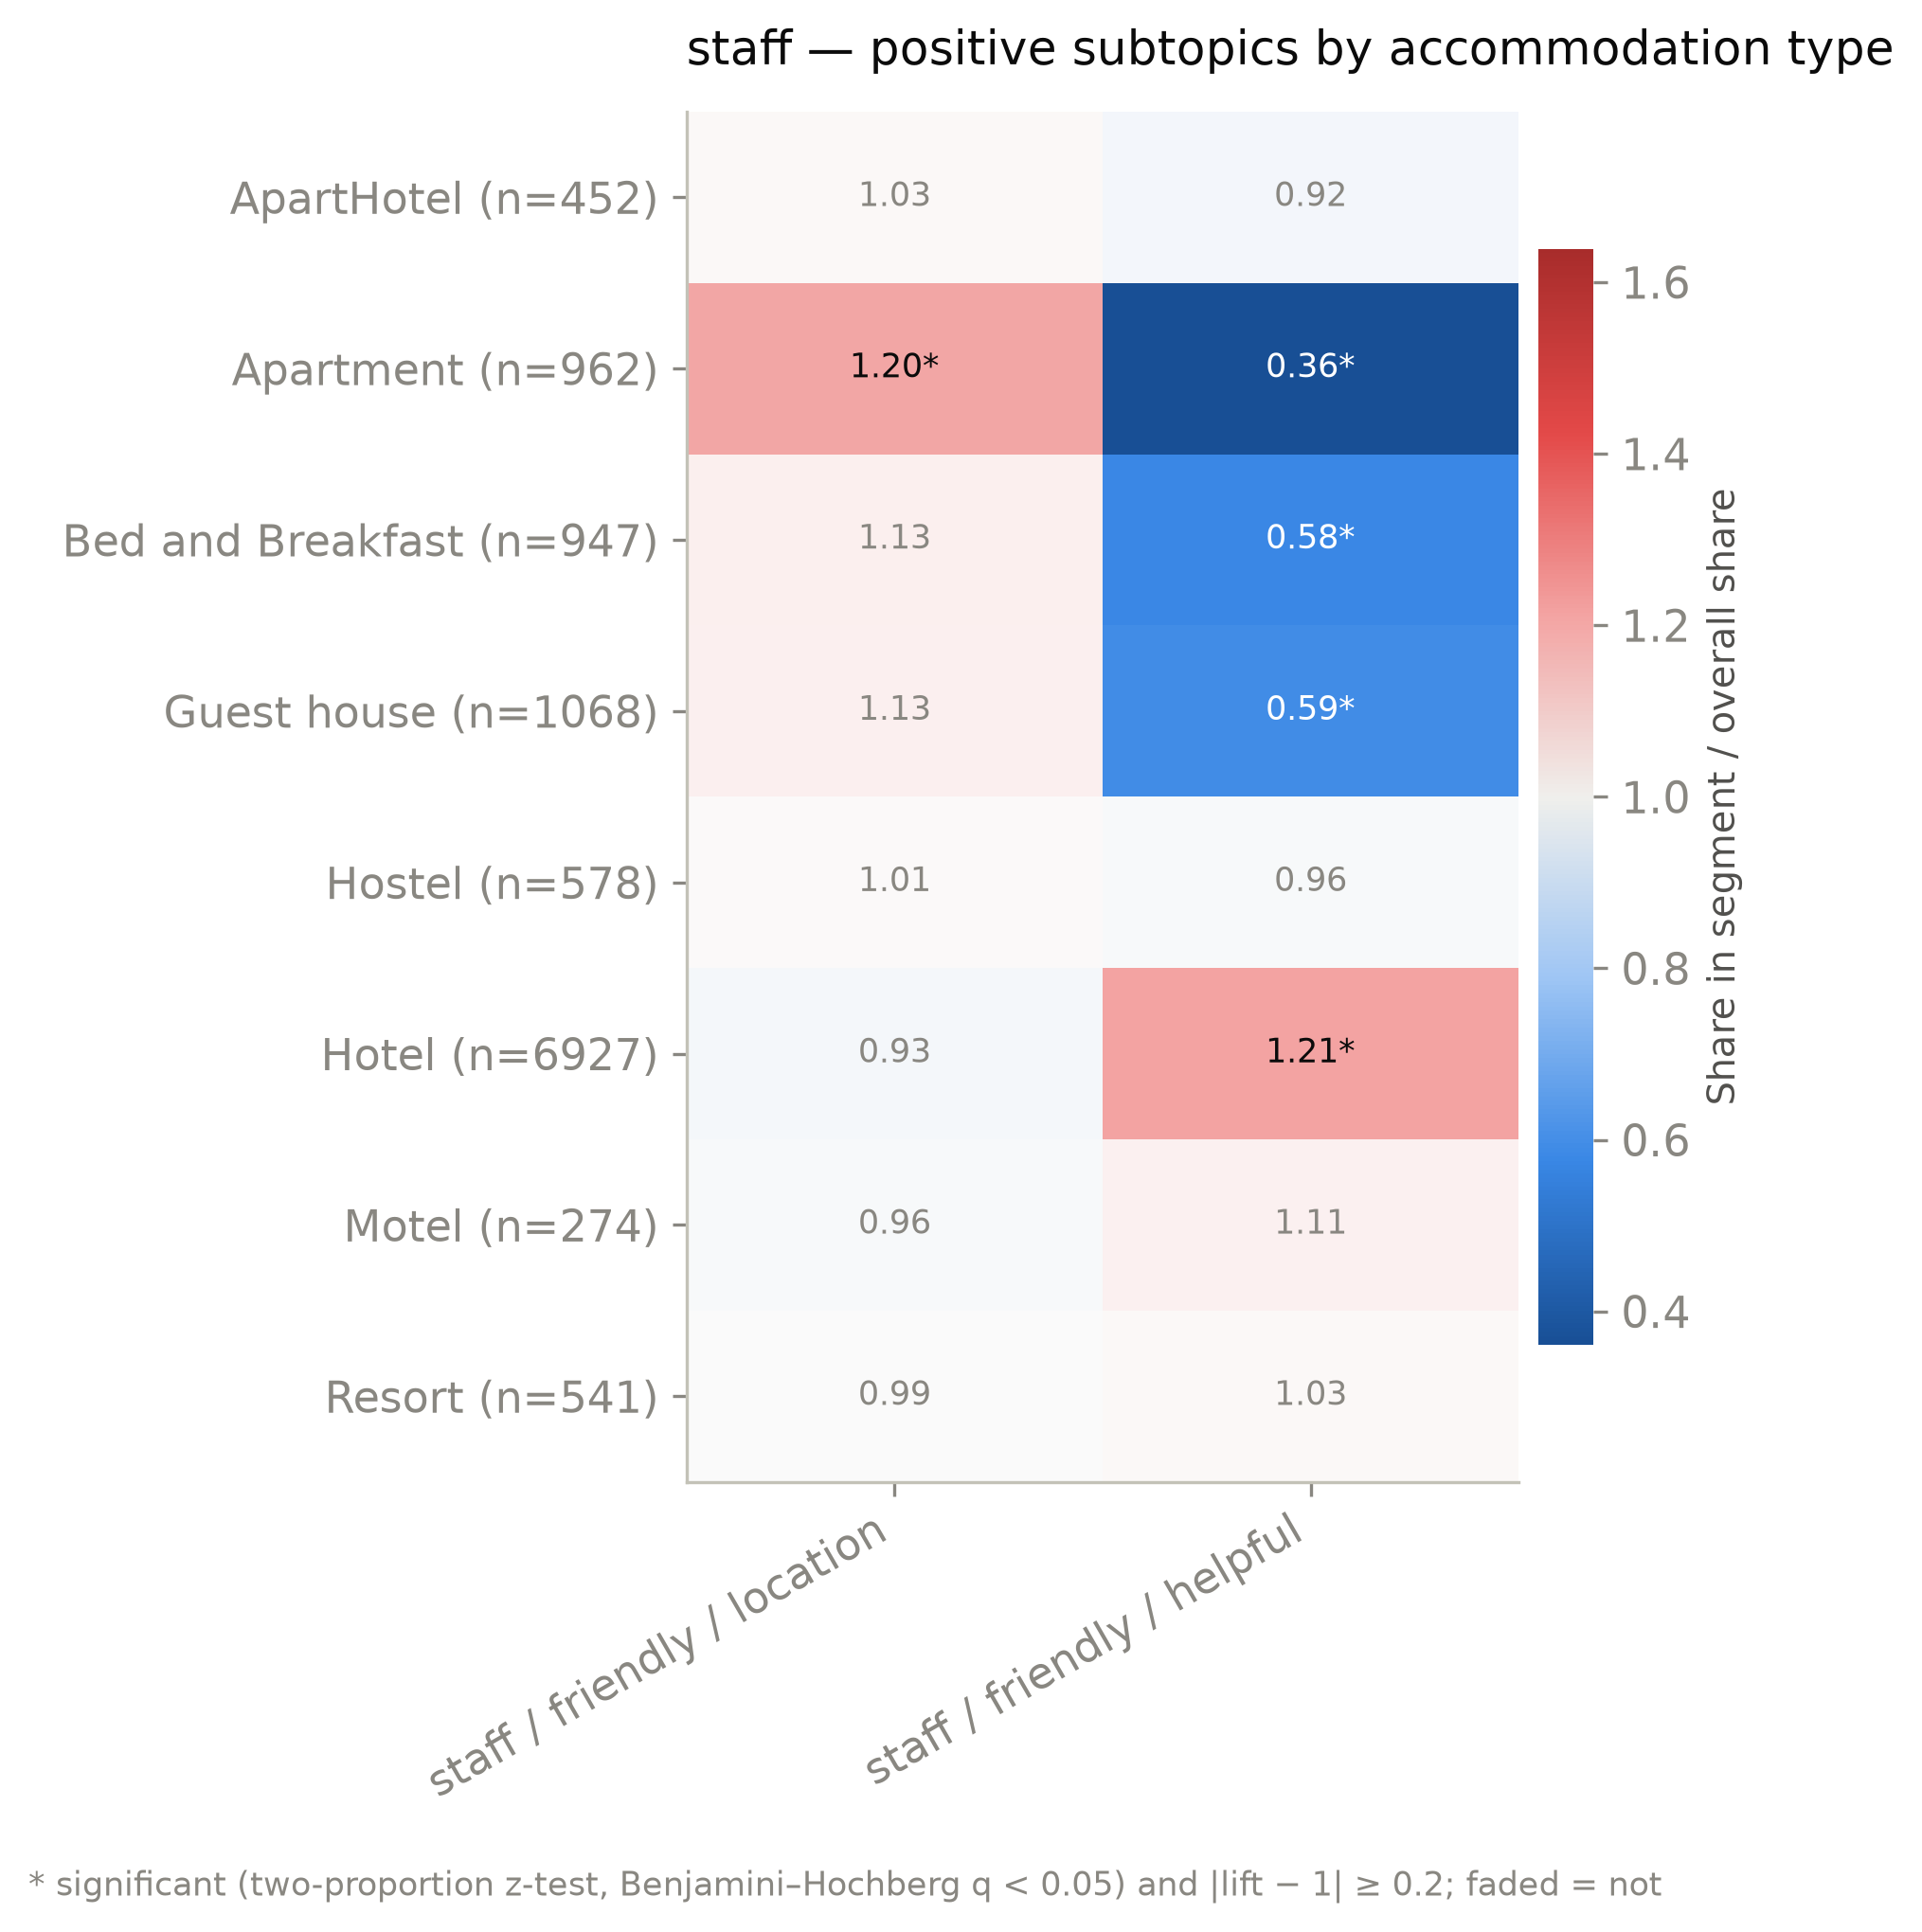 staff — positive subtopics by accommodation type
ApartHotel (n=452) 1.03 0.92
Apartment (n=962) 1.20* 0.36*
Bed and Breakfast (n=947) 1.13 0.58*
Guest house (n=1068) 1.13 0.59*
Hostel (n=578) 1.01 0.96
Hotel (n=6927) 0.93 1.21*
Motel (n=274) 0.96 1.11
Resort (n=541) 0.99 1.03
staff / friendly / location
staff / friendly / helpful
1.6
1.4
1.2
1.0
0.8
0.6
0.4
Share in segment / overall share
* significant (two-proportion z-test, Benjamini–Hochberg q < 0.05) and |lift − 1| ≥ 0.2; faded = not